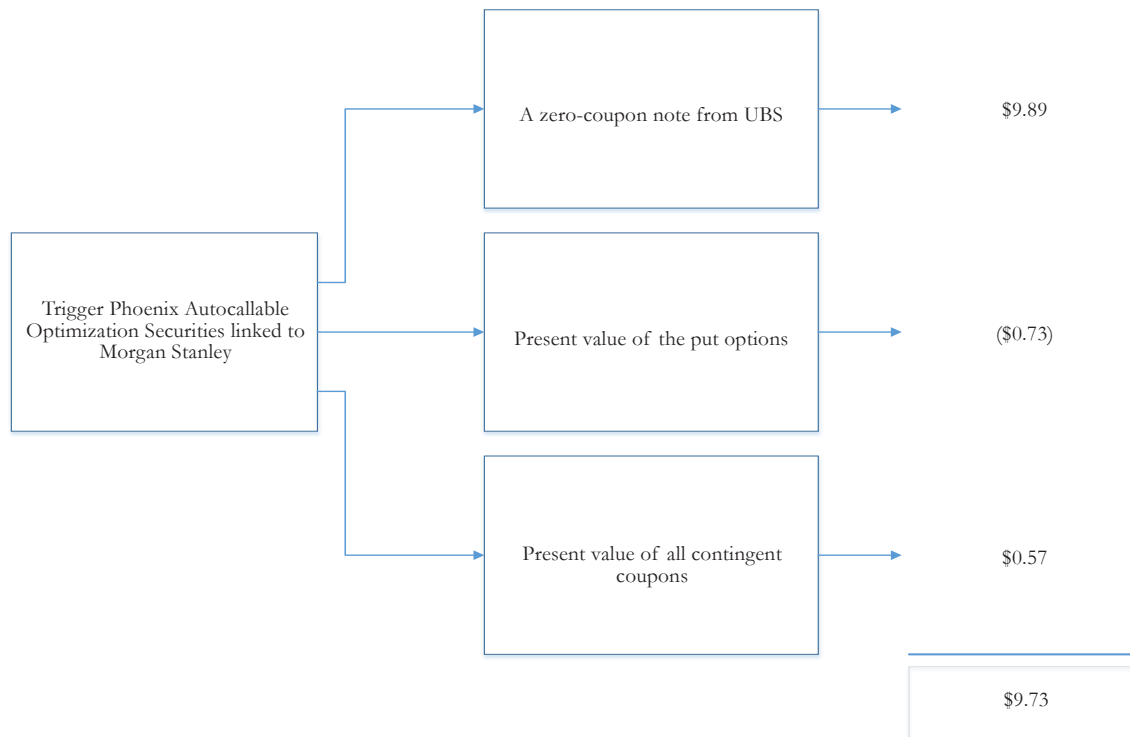 A zero-coupon note from UBS
$9.89
Trigger Phoenix Autocallable
Optimization Securities linked to
Morgan Stanley
Present value of the put options
($0.73)
Present value of all contingent
coupons
$0.57
$9.73